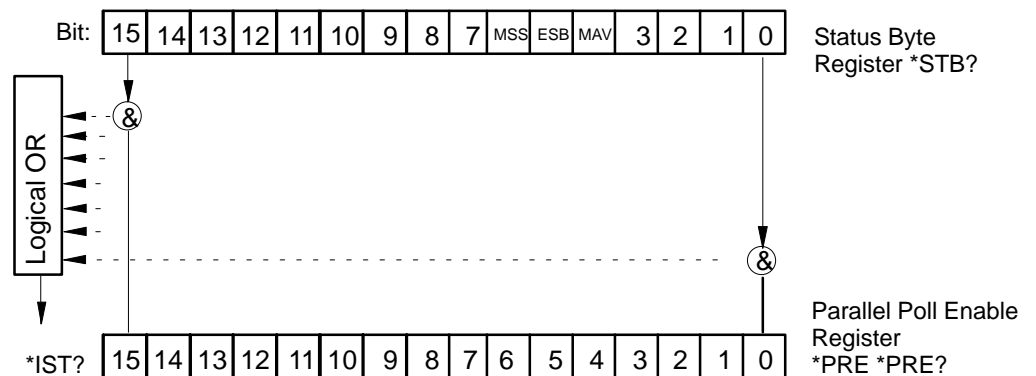 Bit: 15 14 13 12 11 10 9 8 7 MSS ESB MAV 3 2 1 0
Status Byte
Register *STB?
&
Logical OR
&
Parallel Poll Enable
Register
*PRE *PRE?
*IST? 15 14 13 12 11 10 9 8 7 6 5 4 3 2 1 0